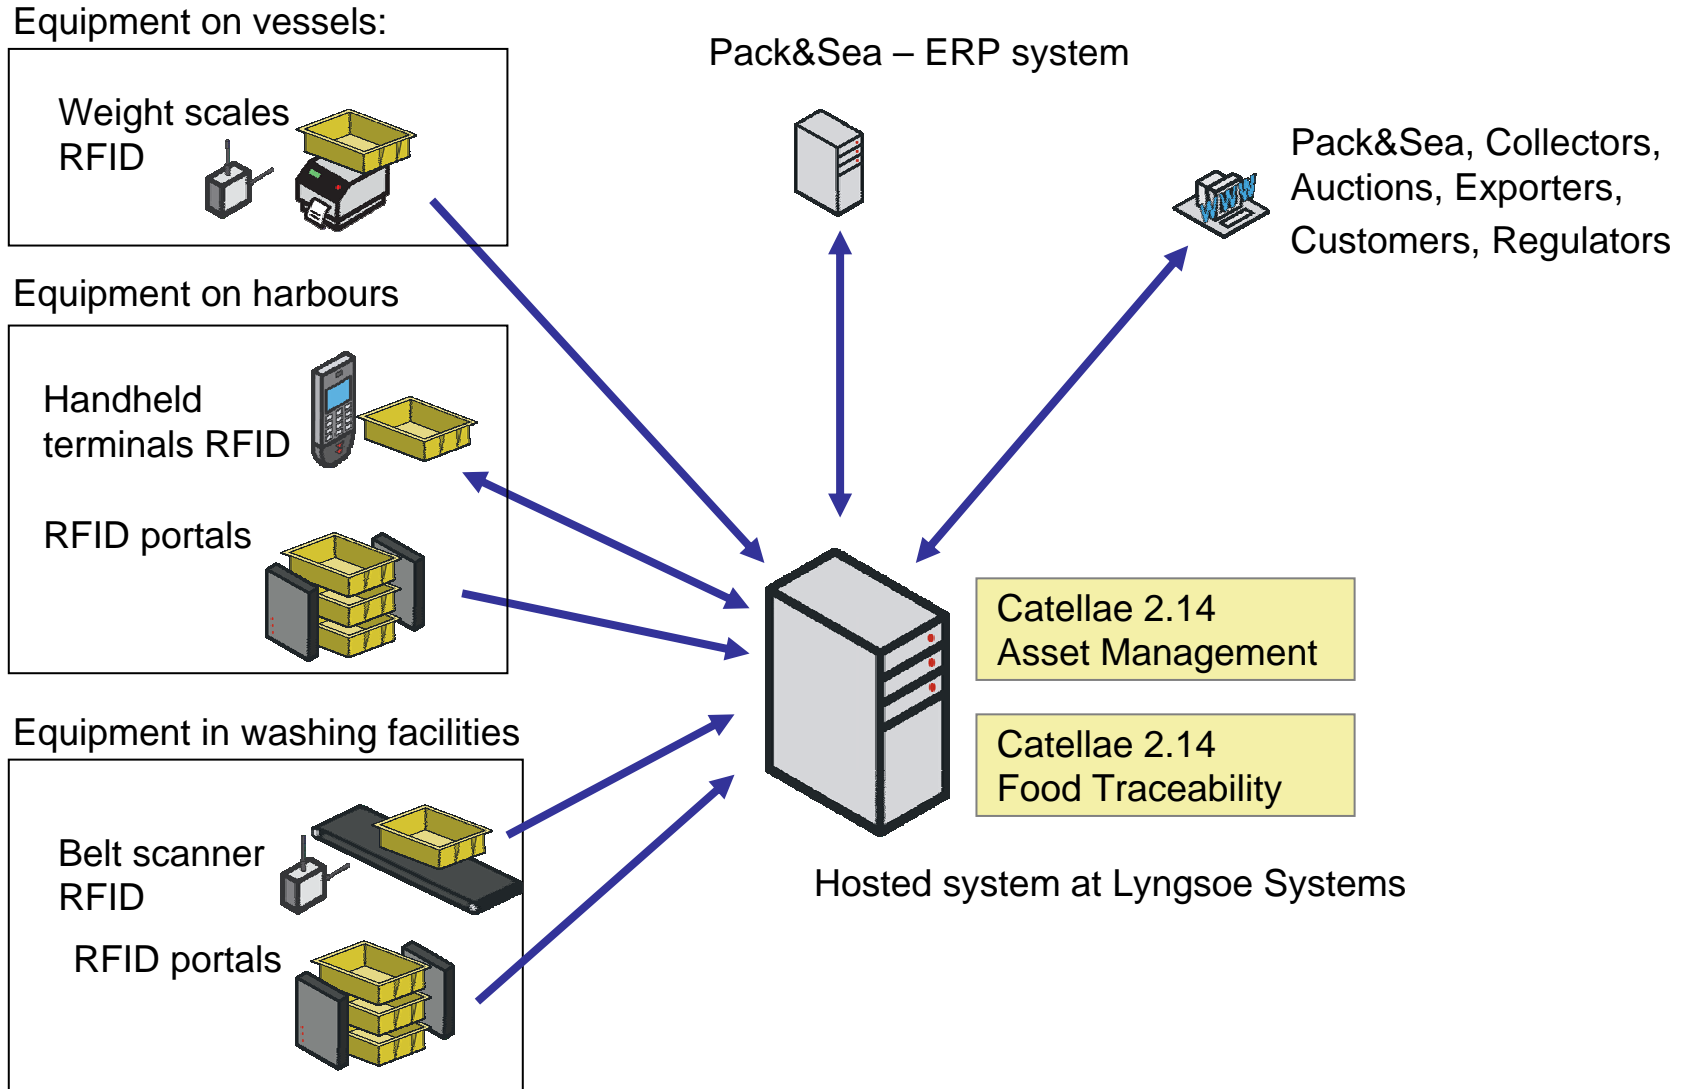 Equipment on vessels:
Weight scales
RFID
Pack&Sea – ERP system
Pack&Sea, Collectors,
Auctions, Exporters,
Customers, Regulators
WWW
Equipment on harbours
Handheld
terminals RFID
RFID portals
Catellae 2.14
Asset Management
Catellae 2.14
Food Traceability
Hosted system at Lyngsoe Systems
Equipment in washing facilities
Belt scanner
RFID
RFID portals